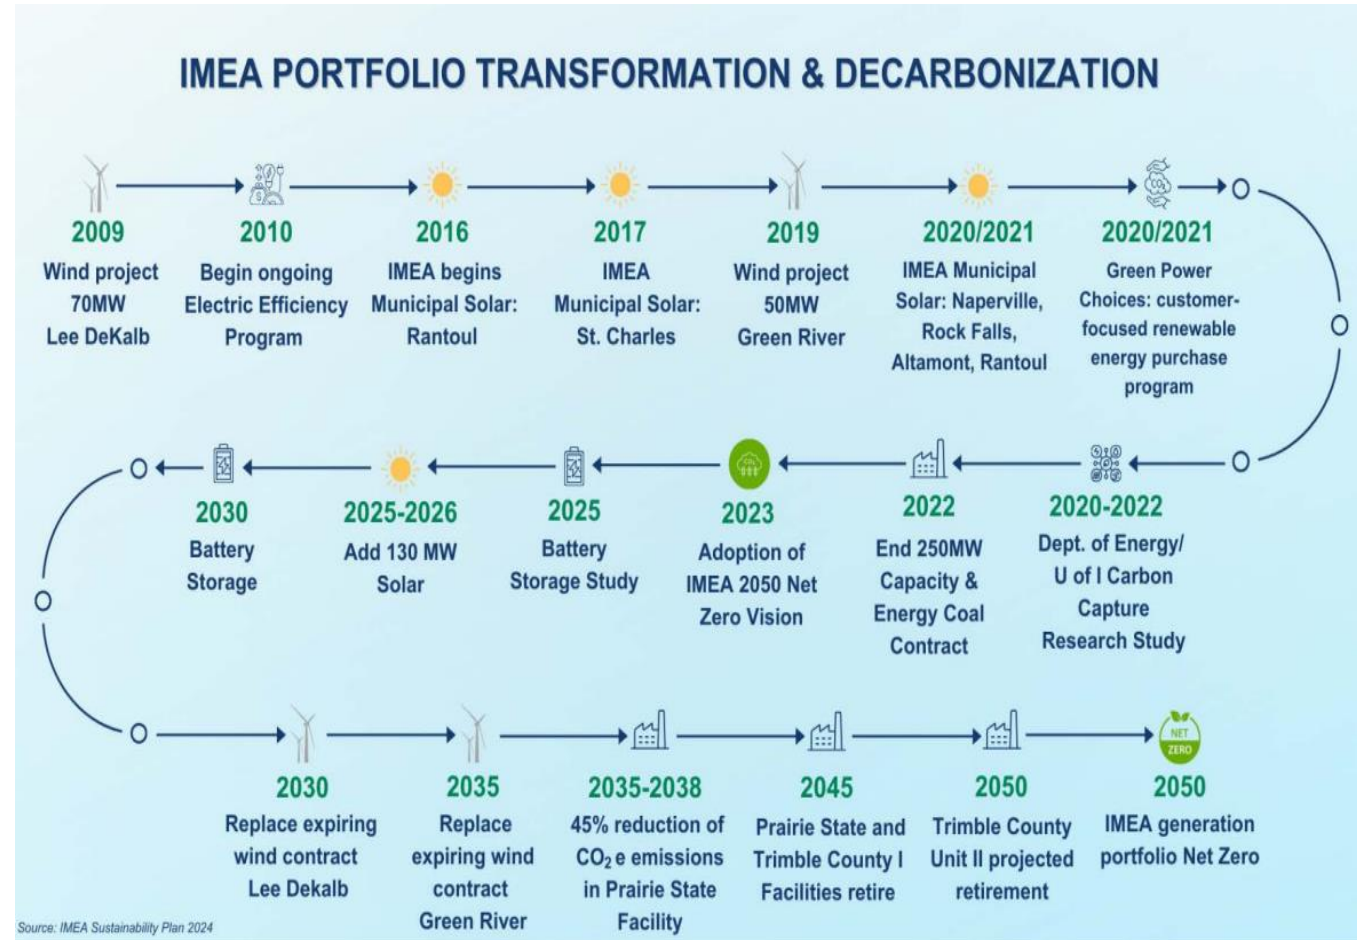 IMEA PORTFOLIO TRANSFORMATION & DECARBONIZATION
2009
Wind project
70MW
Lee DeKalb
2010
Begin ongoing
Electric Efficiency
Program
2016
IMEA begins
Municipal Solar:
Rantoul
2017
IMEA
Municipal Solar:
St. Charles
2019
Wind project
50MW
Green River
2020/2021
IMEA Municipal
Solar: Naperville,
Rock Falls,
Altamont, Rantoul
CO₂
2020/2021
Green Power
Choices: customer-
focused renewable
energy purchase
program
2020-2022
Dept. of Energy/
U of I Carbon
Capture
Research Study
2022
End 250MW
Capacity &
Energy Coal
Contract
CO₂
2023
Adoption of
IMEA 2050 Net
Zero Vision
2025
Battery
Storage Study
2025-2026
Add 130 MW
Solar
2030
Battery
Storage
2030
Replace expiring
wind contract
Lee Dekalb
2035
Replace
expiring wind
contract
Green River
2035-2038
45% reduction of
CO₂ e emissions
in Prairie State
Facility
2045
Prairie State and
Trimble County I
Facilities retire
2050
Trimble County
Unit II projected
retirement
NET
ZERO
2050
IMEA generation
portfolio Net Zero
Source: IMEA Sustainability Plan 2024